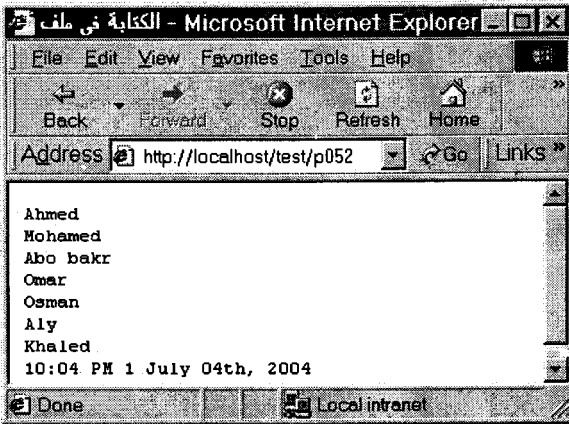 الكتابة في ملف - Microsoft Internet Explorer
File Edit View Favorites Tools Help
Back Forward Stop Refresh Home
Address http://localhost/test/p052 Go Links
Ahmed
Mohamed
Abo bakr
Omar
Osman
Aly
Khaled
10:04 PM 1 July 04th, 2004
Done Local intranet